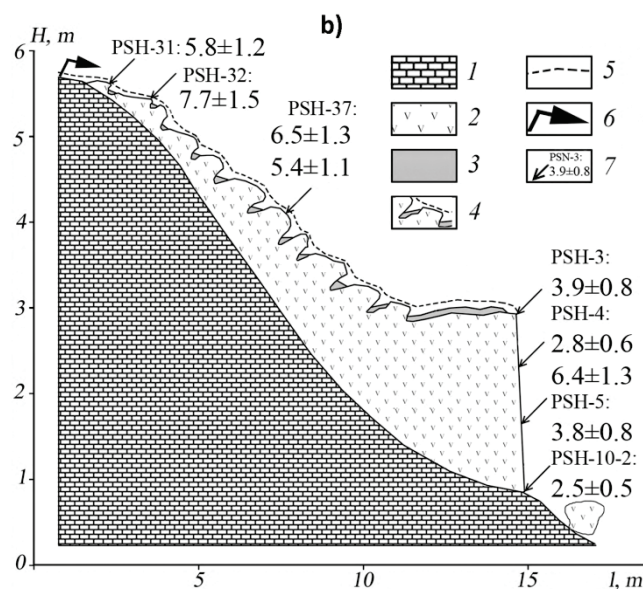 b)
H, m
6
5
4
3
2
1
0
5
10
15
l, m
PSH-31: 5.8±1.2
PSH-32:
7.7±1.5
PSH-37:
6.5±1.3
5.4±1.1
1
2
3
4
5
6
PSN-3:
3.9±0.8
7
PSH-3:
3.9±0.8
PSH-4:
2.8±0.6
6.4±1.3
PSH-5:
3.8±0.8
PSH-10-2:
2.5±0.5
v